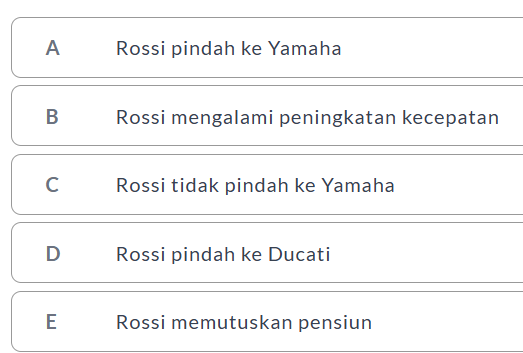 A Rossi pindah ke Yamaha
B Rossi mengalami peningkatan kecepatan
C Rossi tidak pindah ke Yamaha
D Rossi pindah ke Ducati
E Rossi memutuskan pensiun